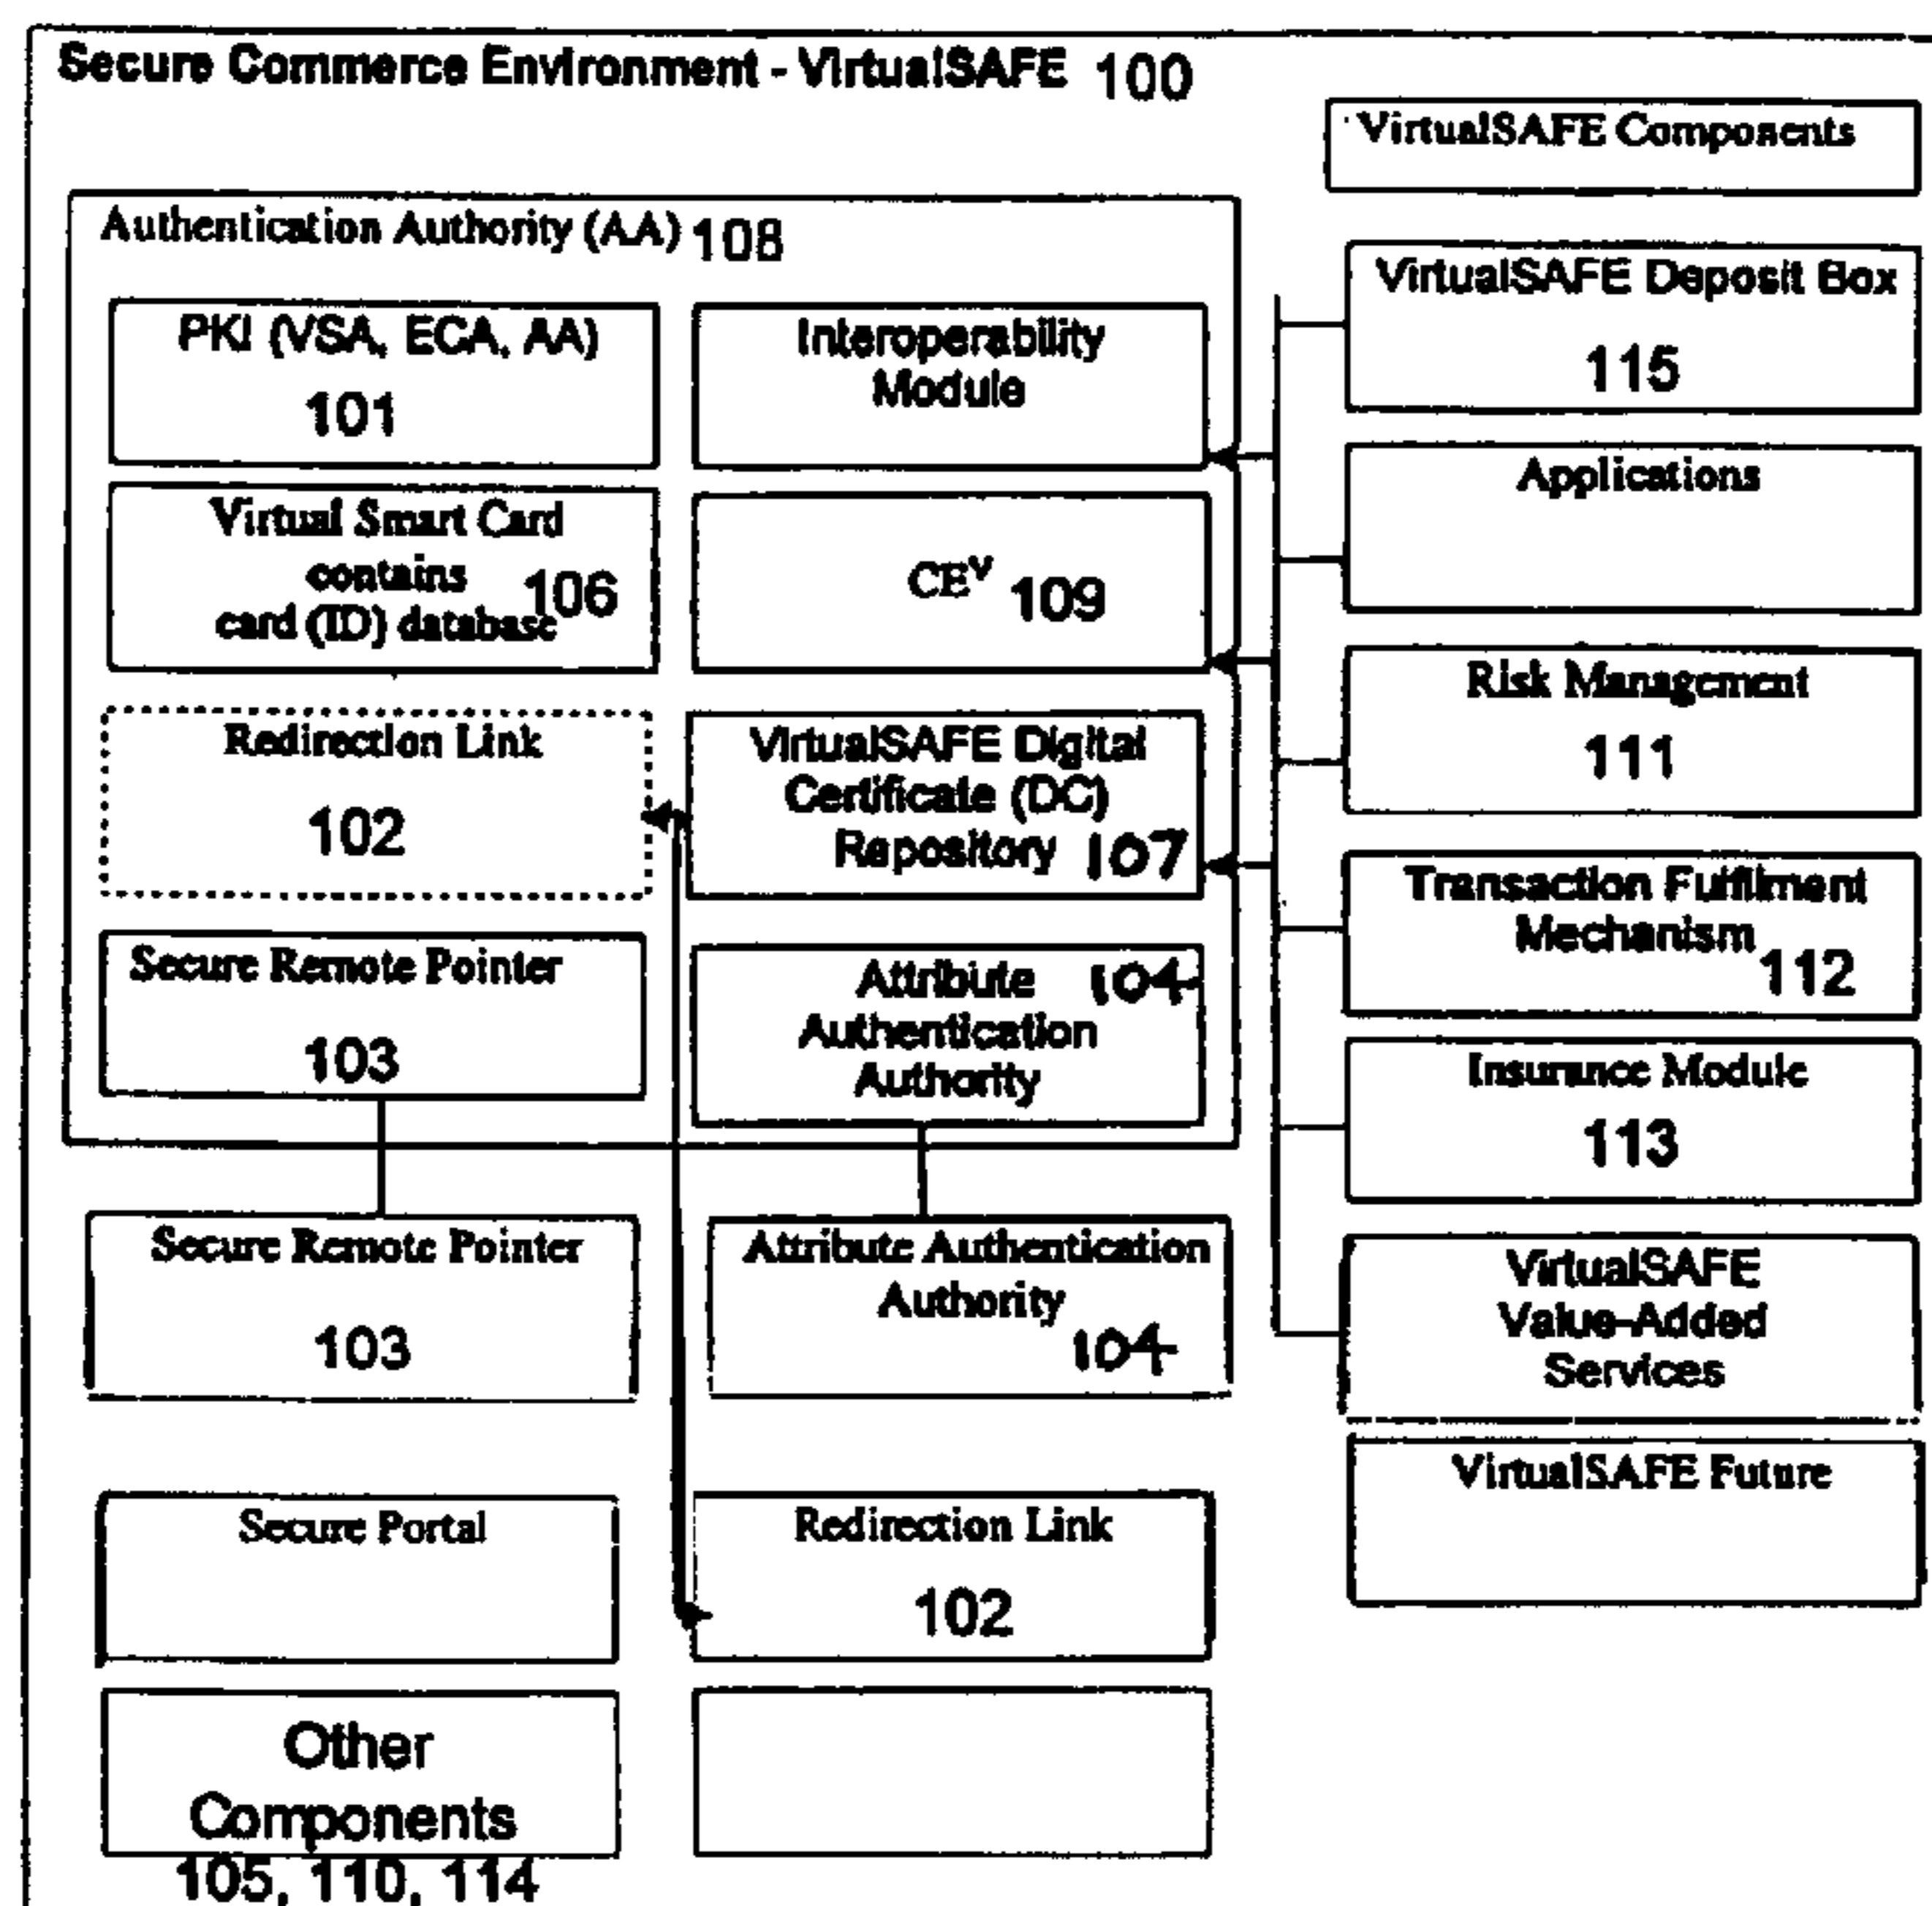 Secure Commerce Environment - VirtualSAFE 100
VirtualSAFE Components
Authentication Authority (AA) 108
PKI (VSA, ECA, AA)
101
Interoperability
Module
Virtual Smart Card
contains
card (ID) database 106
CEV 109
Redirection Link
102
VirtualSAFE Digital
Certificate (DC)
Repository 107
Secure Remote Pointer
103
Attribute 104
Authentication
Authority
Secure Remote Pointer
103
Attribute Authentication
Authority
104
Secure Portal
Redirection Link
102
Other
Components
105, 110, 114
VirtualSAFE Deposit Box
115
Applications
Risk Management
111
Transaction Fulfilment
Mechanism 112
Insurance Module
113
VirtualSAFE
Value-Added
Services
VirtualSAFE Future